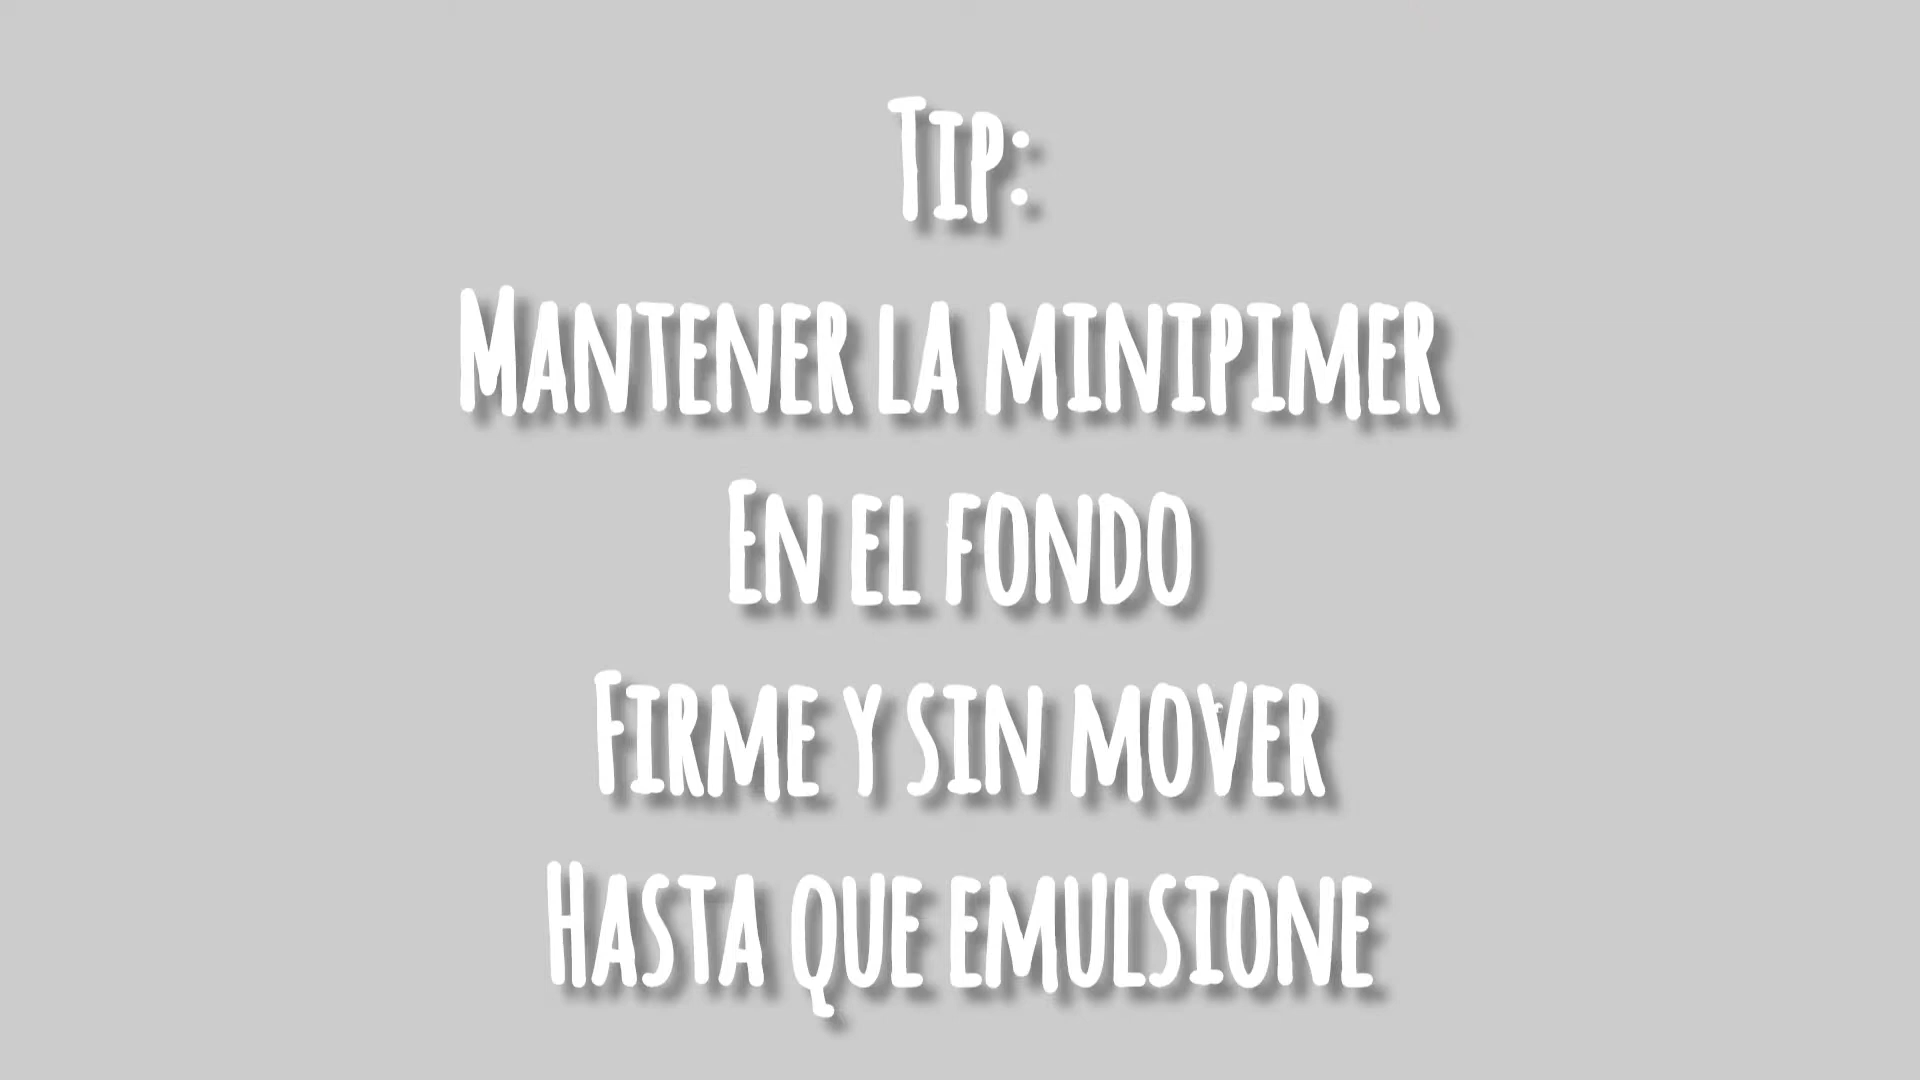 Tip:
Mantener la minipimer
En el fondo
Firme y sin mover
Hasta que emulsione